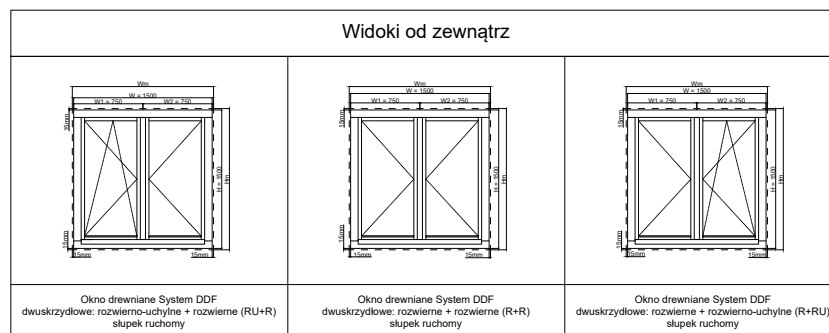 Widoki od zewnątrz
Wm
W = 1500
W1 = 750 W2 = 750
15mm
H = 1500
Hm
15mm
15mm 15mm
Okno drewniane System DDF
dwuskrzydłowe: rozwierno-uchylne + rozwierne (RU+R)
słupek ruchomy
Wm
W = 1500
W1 = 750 W2 = 750
15mm
H = 1500
Hm
15mm
15mm 15mm
Okno drewniane System DDF
dwuskrzydłowe: rozwierne + rozwierne (R+R)
słupek ruchomy
Wm
W = 1500
W1 = 750 W2 = 750
15mm
H = 1500
Hm
15mm
15mm 15mm
Okno drewniane System DDF
dwuskrzydłowe: rozwierne + rozwierno-uchylne (R+RU)
słupek ruchomy